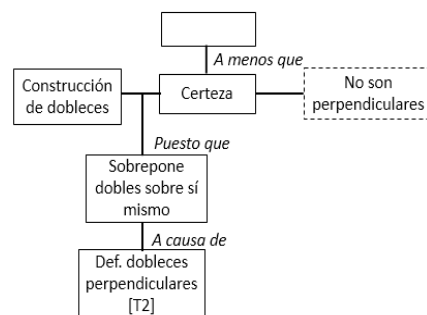 A menos que
Construcción
de dobleces
Certeza
No son
perpendiculares
Puesto que
Sobrepone
dobles sobre sí
mismo
A causa de
Def. dobleces
perpendiculares
[T2]